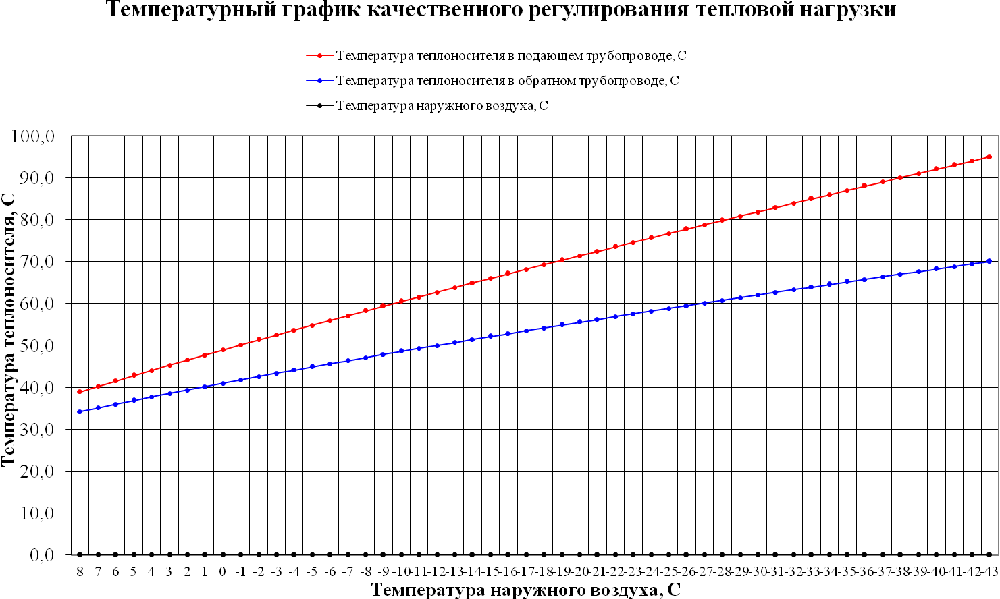 Температурный график качественного регулирования тепловой нагрузки
Температура теплоносителя в подающем трубопроводе, С
Температура теплоносителя в обратном трубопроводе, С
Температура наружного воздуха, С
Температура теплоносителя, С
100,0
90,0
80,0
70,0
60,0
50,0
40,0
30,0
20,0
10,0
0,0
8 7 6 5 4 3 2 1 0 -1 -2 -3 -4 -5 -6 -7 -8 -9 -10 -11 -12 -13 -14 -15 -16 -17 -18 -19 -20 -21 -22 -23 -24 -25 -26 -27 -28 -29 -30 -31 -32 -33 -34 -35 -36 -37 -38 -39 -40 -41 -42 -43
Температура наружного воздуха, С